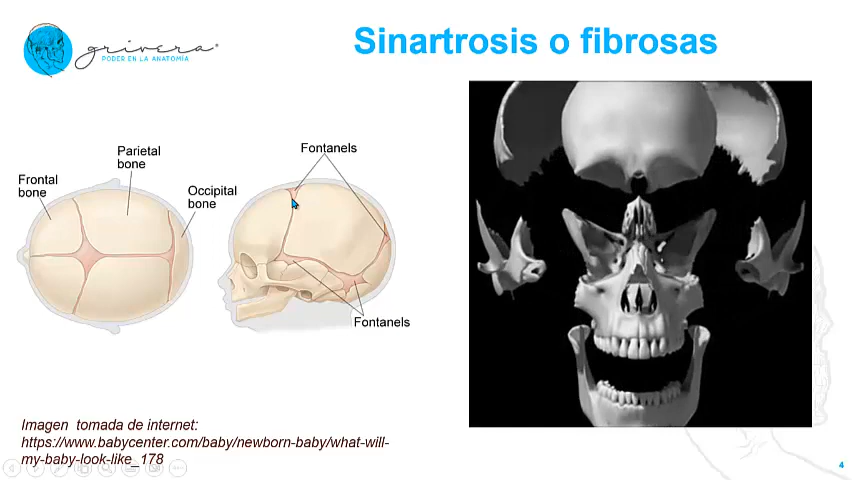 grivera
PODER EN LA ANATOMÍA
Sinartrosis o fibrosas
Frontal
bone
Parietal
bone
Occipital
bone
Fontanels
Fontanels
Imagen tomada de internet:
https://www.babycenter.com/baby/newborn-baby/what-will-
my-baby-look-like_178
4